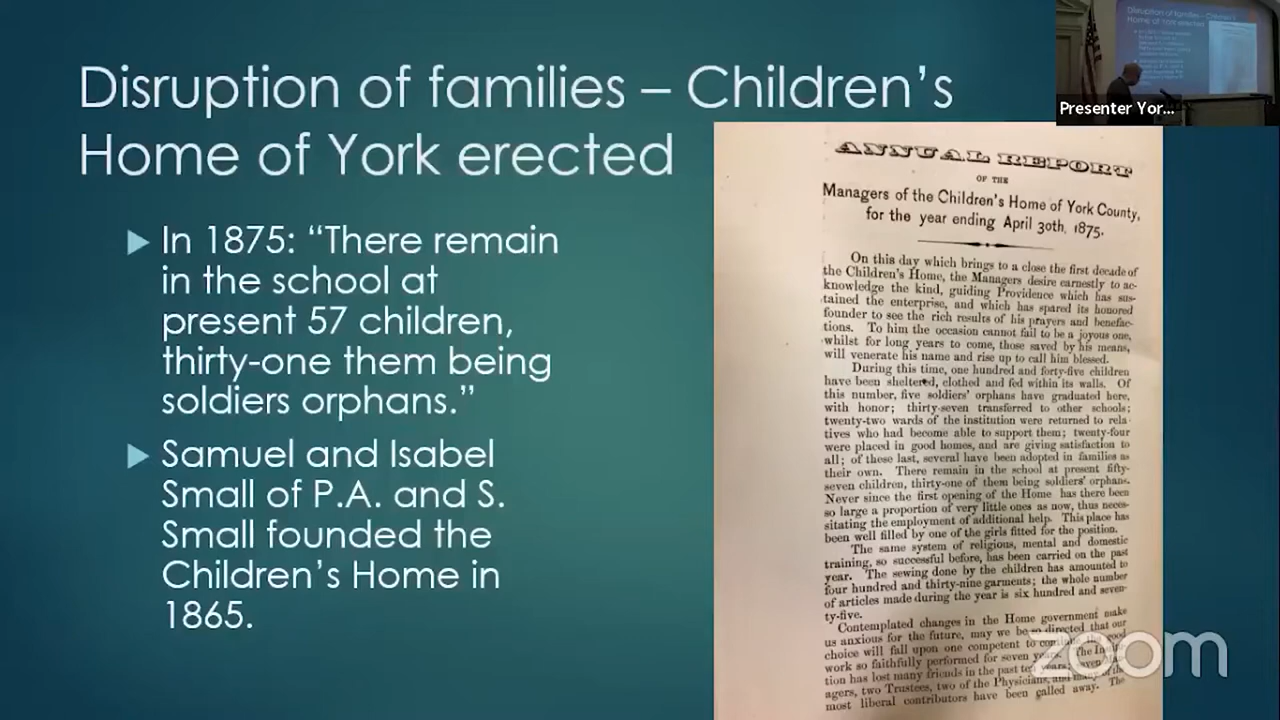 Disruption of families – Children's
Home of York erected
In 1875: “There remain
in the school at
present 57 children,
thirty-one them being
soldiers orphans.”
Samuel and Isabel
Small of P.A. and S.
Small founded the
Children's Home in
1865.
Presenter Yor...
ANNUAL REPORT
OF THE
Managers of the Children's Home of York County,
for the year ending April 30th, 1875.
On this day which brings to a close the first decade of
the Children's Home, the Managers desire earnestly to ac-
knowledge the kind, guiding Providence which has sus-
tained the enterprise, and which has spared its honored
founder to see the rich results of his prayers and benefac-
tions. To him the occasion cannot fail to be a joyous one,
whilst for long years to come, those saved by his means,
will venerate his name and rise up to call him blessed.
During this time, one hundred and forty-five children
have been sheltered, clothed and fed within its walls. Of
this number, five soldiers' orphans have graduated here,
with honor; thirty-seven transferred to other schools;
twenty-two wards of the institution were returned to rela-
tives who had become able to support them; twenty-four
were placed in good homes, and are giving satisfaction to
all; of these last, several have been adopted in families as
their own. There remain in the school at present fifty-
seven children, thirty-one of them being soldiers' orphans.
Never since the first opening of the Home has there been
so large a proportion of very little ones as now, thus neces-
sitating the employment of additional help. This place has
been well filled by one of the girls fitted for the position.
The same system of religious, mental and domestic
training, so successful before, has been carried on the past
year. The sewing done by the children has amounted to
four hundred and thirty-nine garments; the whole number
of articles made during the year is six hundred and seven-
ty-five.
Contemplated changes in the Home government make
us anxious for the future, may we be so directed that our
choice will fall upon one competent to the good
work so faithfully performed for seven years. The
tion has lost many friends in the past ten years;
agers, two Trustees, two of the Physicians, and of the
most liberal contributors have been called away. The
zoom